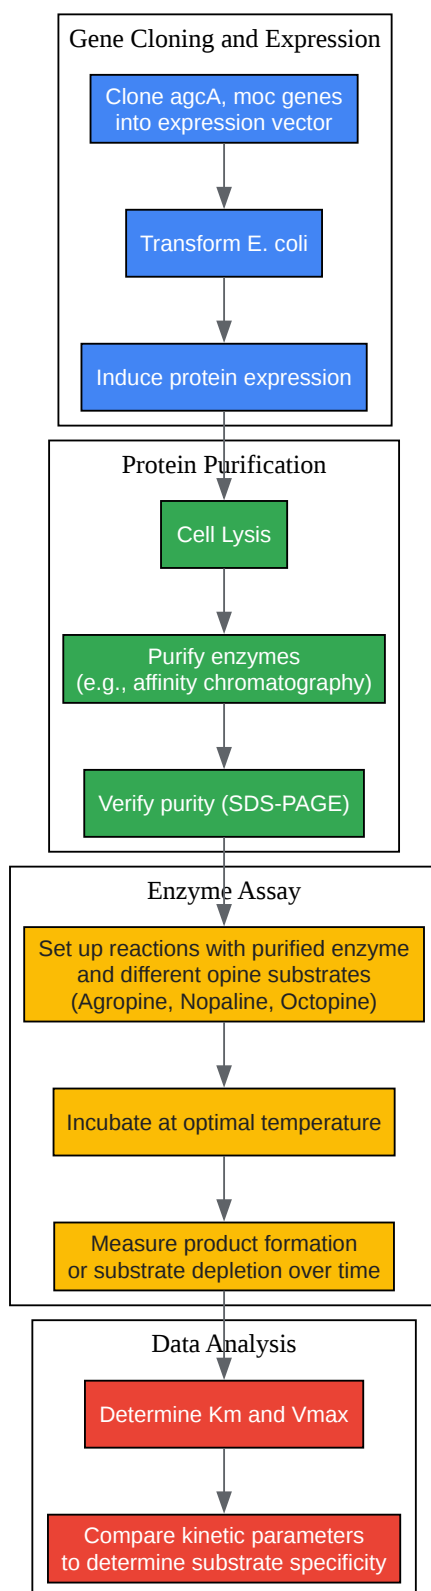 Gene Cloning and Expression
Clone agcA, moc genes
into expression vector
Transform E. coli
Induce protein expression
Protein Purification
Cell Lysis
Purify enzymes
(e.g., affinity chromatography)
Verify purity (SDS-PAGE)
Enzyme Assay
Set up reactions with purified enzyme
and different opine substrates
(Agropine, Nopaline, Octopine)
Incubate at optimal temperature
Measure product formation
or substrate depletion over time
Data Analysis
Determine Km and Vmax
Compare kinetic parameters
to determine substrate specificity